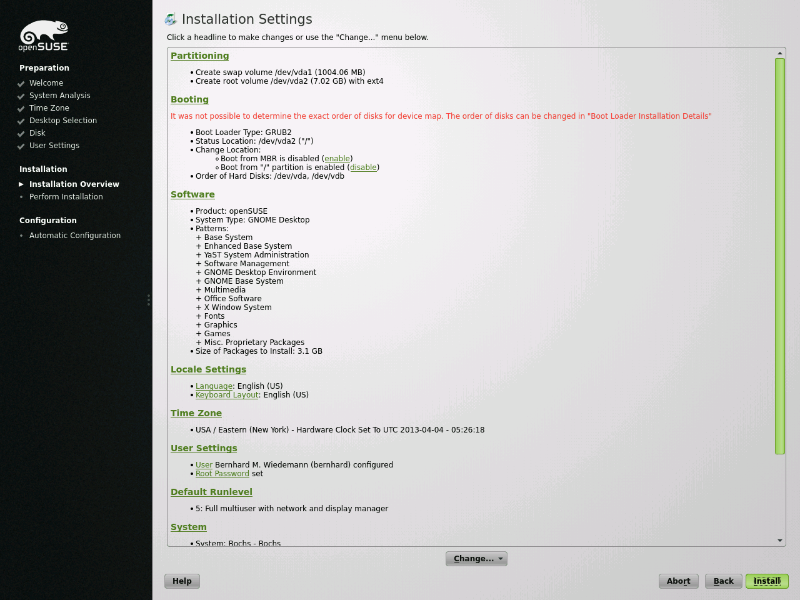 openSUSE
Preparation
Welcome
System Analysis
Time Zone
Desktop Selection
Disk
User Settings
Installation
Installation Overview
Perform Installation
Configuration
Automatic Configuration
Installation Settings
Click a headline to make changes or use the "Change..." menu below.
Partitioning
• Create swap volume /dev/vda1 (1004.06 MB)
• Create root volume /dev/vda2 (7.02 GB) with ext4
Booting
It was not possible to determine the exact order of disks for device map. The order of disks can be changed in "Boot Loader Installation Details"
• Boot Loader Type: GRUB2
• Status Location: /dev/vda2 ("/")
• Change Location:
Boot from MBR is disabled (enable)
Boot from "/" partition is enabled (disable)
• Order of Hard Disks: /dev/vda, /dev/vdb
Software
• Product: openSUSE
• System Type: GNOME Desktop
• Patterns:
+ Base System
+ Enhanced Base System
+ YaST System Administration
+ Software Management
+ GNOME Desktop Environment
+ GNOME Base System
+ Multimedia
+ Office Software
+ X Window System
+ Fonts
+ Graphics
+ Games
+ Misc. Proprietary Packages
• Size of Packages to Install: 3.1 GB
Locale Settings
• Language: English (US)
• Keyboard Layout: English (US)
Time Zone
• USA / Eastern (New York) - Hardware Clock Set To UTC 2013-04-04 - 05:26:18
User Settings
• User Bernhard M. Wiedemann (bernhard) configured
• Root Password set
Default Runlevel
• 5: Full multiuser with network and display manager
System
• System: Bochs - Bochs
Change...
Help
Abort
Back
Install